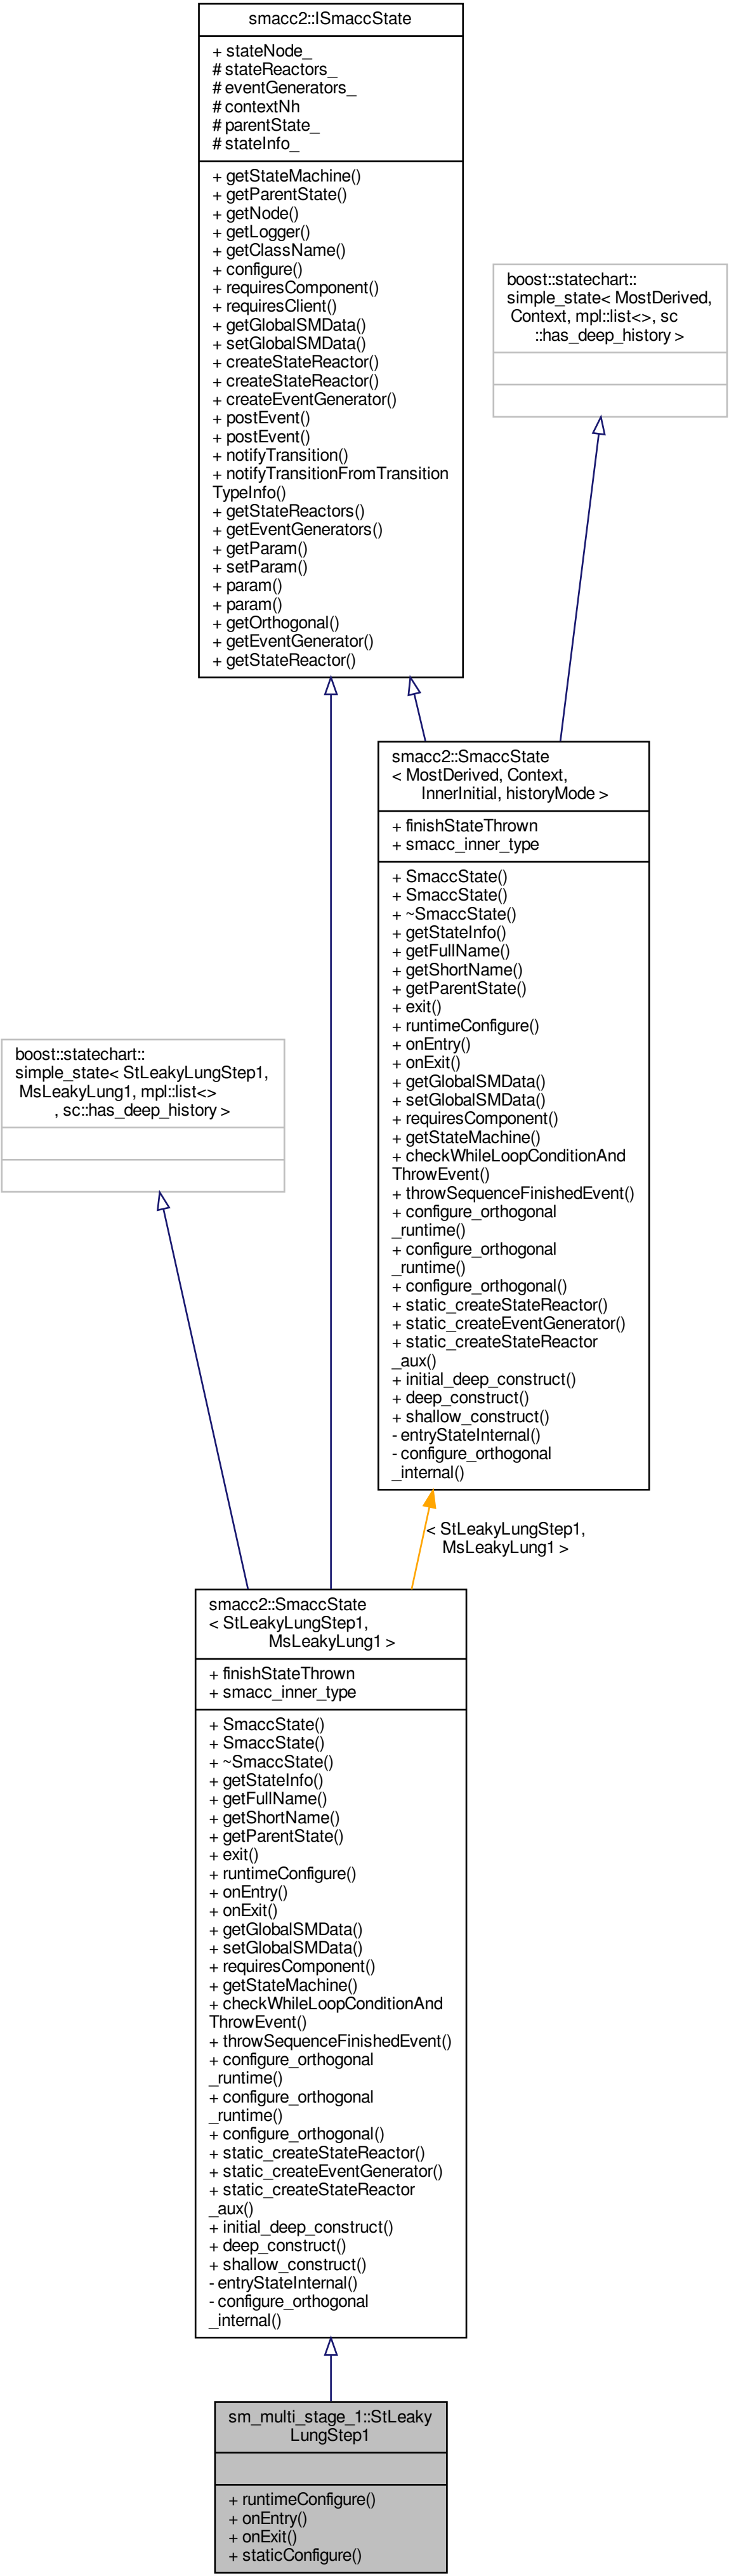 smacc2::ISmaccState
+ stateNode_
# stateReactors_
# eventGenerators_
# contextNh
# parentState_
# stateInfo_
+ getStateMachine()
+ getParentState()
+ getNode()
+ getLogger()
+ getClassName()
+ configure()
+ requiresComponent()
+ requiresClient()
+ getGlobalSMData()
+ setGlobalSMData()
+ createStateReactor()
+ createStateReactor()
+ createEventGenerator()
+ postEvent()
+ postEvent()
+ notifyTransition()
+ notifyTransitionFromTransition
TypeInfo()
+ getStateReactors()
+ getEventGenerators()
+ getParam()
+ setParam()
+ param()
+ param()
+ getOrthogonal()
+ getEventGenerator()
+ getStateReactor()
boost::statechart::
simple_state< MostDerived,
Context, mpl::list<>, sc
::has_deep_history >
smacc2::SmaccState
< MostDerived, Context,
InnerInitial, historyMode >
+ finishStateThrown
+ smacc_inner_type
+ SmaccState()
+ SmaccState()
+ ~SmaccState()
+ getStateInfo()
+ getFullName()
+ getShortName()
+ getParentState()
+ exit()
+ runtimeConfigure()
+ onEntry()
+ onExit()
+ getGlobalSMData()
+ setGlobalSMData()
+ requiresComponent()
+ getStateMachine()
+ checkWhileLoopConditionAnd
ThrowEvent()
+ throwSequenceFinishedEvent()
+ configure_orthogonal
_runtime()
+ configure_orthogonal
_runtime()
+ configure_orthogonal()
+ static_createStateReactor()
+ static_createEventGenerator()
+ static_createStateReactor
_aux()
+ initial_deep_construct()
+ deep_construct()
+ shallow_construct()
- entryStateInternal()
- configure_orthogonal
_internal()
boost::statechart::
simple_state< StLeakyLungStep1,
MsLeakyLung1, mpl::list<>
, sc::has_deep_history >
< StLeakyLungStep1,
MsLeakyLung1 >
smacc2::SmaccState
< StLeakyLungStep1,
MsLeakyLung1 >
+ finishStateThrown
+ smacc_inner_type
+ SmaccState()
+ SmaccState()
+ ~SmaccState()
+ getStateInfo()
+ getFullName()
+ getShortName()
+ getParentState()
+ exit()
+ runtimeConfigure()
+ onEntry()
+ onExit()
+ getGlobalSMData()
+ setGlobalSMData()
+ requiresComponent()
+ getStateMachine()
+ checkWhileLoopConditionAnd
ThrowEvent()
+ throwSequenceFinishedEvent()
+ configure_orthogonal
_runtime()
+ configure_orthogonal
_runtime()
+ configure_orthogonal()
+ static_createStateReactor()
+ static_createEventGenerator()
+ static_createStateReactor
_aux()
+ initial_deep_construct()
+ deep_construct()
+ shallow_construct()
- entryStateInternal()
- configure_orthogonal
_internal()
sm_multi_stage_1::StLeaky
LungStep1
+ runtimeConfigure()
+ onEntry()
+ onExit()
+ staticConfigure()